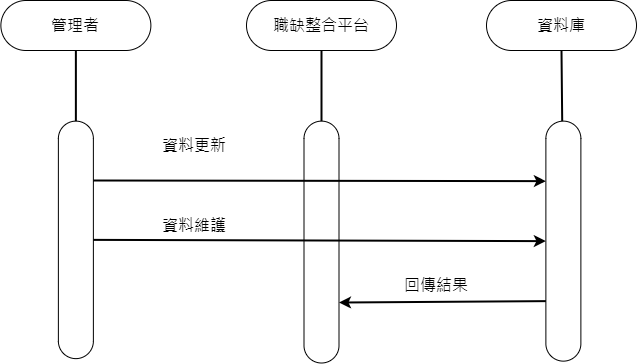 管理者
職缺整合平台
資料庫
資料更新
資料維護
回傳結果